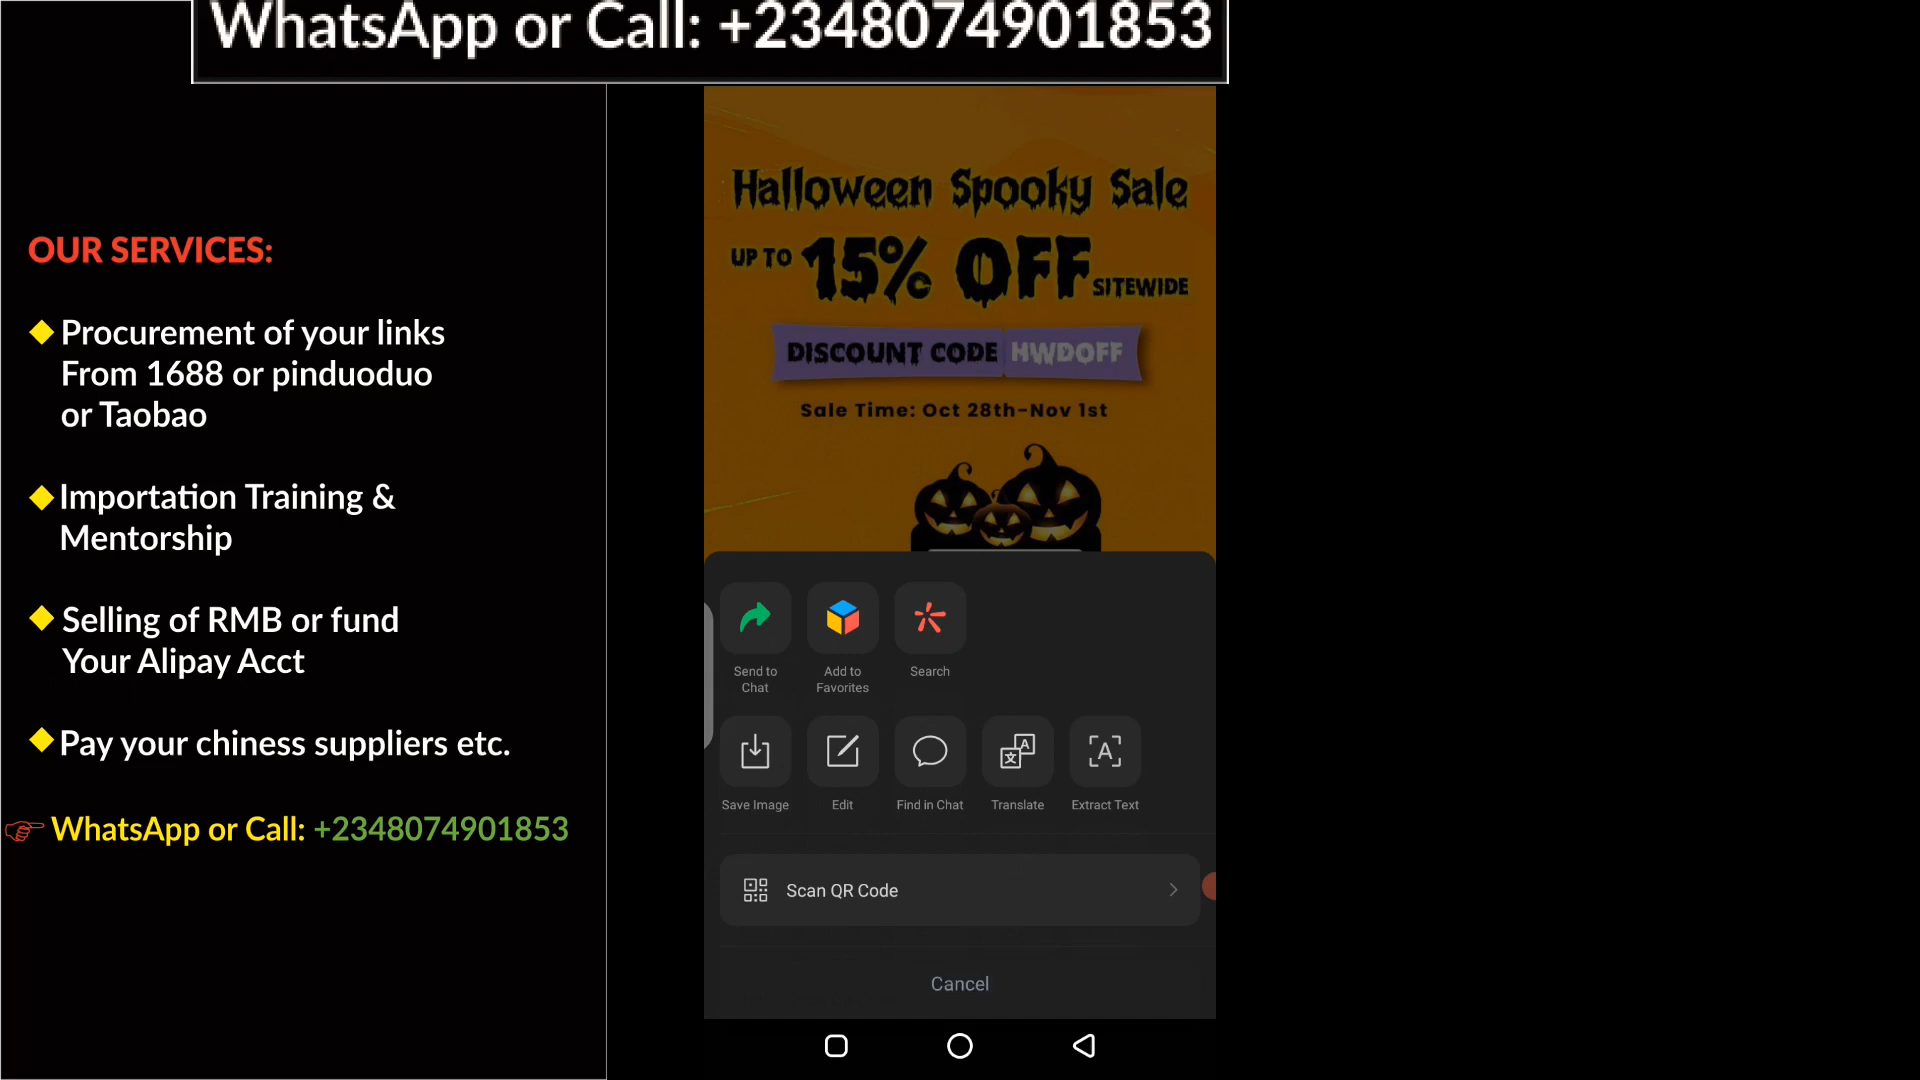 WhatsApp or Call: +2348074901853
OUR SERVICES:
Procurement of your links
From 1688 or pinduoduo
or Taobao
Importation Training &
Mentorship
Selling of RMB or fund
Your Alipay Acct
Pay your chiness suppliers etc.
WhatsApp or Call: +2348074901853
Halloween Spooky Sale
UP TO 15% OFF SITEWIDE
DISCOUNT CODE HWDOFF
Sale Time: Oct 28th-Nov 1st
Send to
Chat
Add to
Favorites
Search
Save Image
Edit
Find in Chat
Translate
Extract Text
Scan QR Code
Cancel